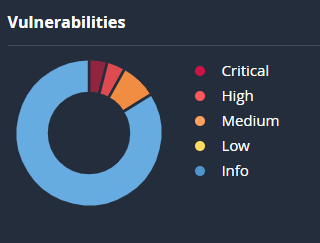 Vulnerabilities
Critical
High
Medium
Low
Info